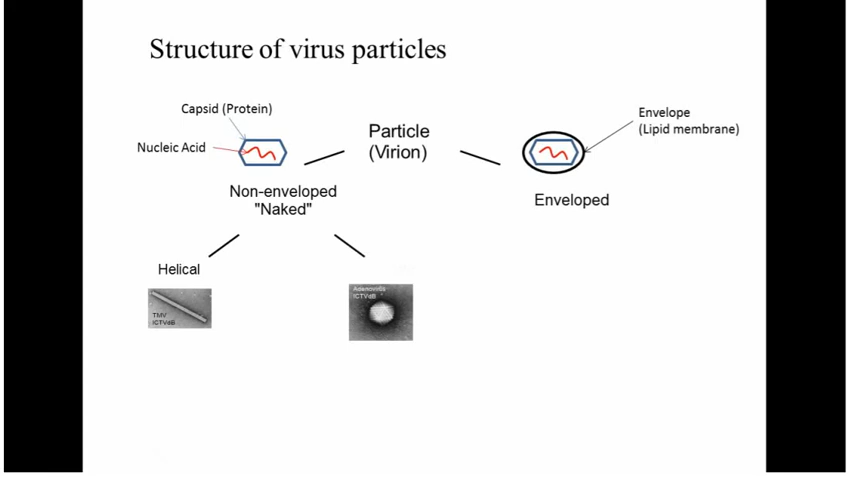 Structure of virus particles
Capsid (Protein)
Nucleic Acid
Particle
(Virion)
Envelope
(Lipid membrane)
Non-enveloped
"Naked"
Enveloped
Helical
TMV
ICTVdB
Adenovirus
ICTVdB